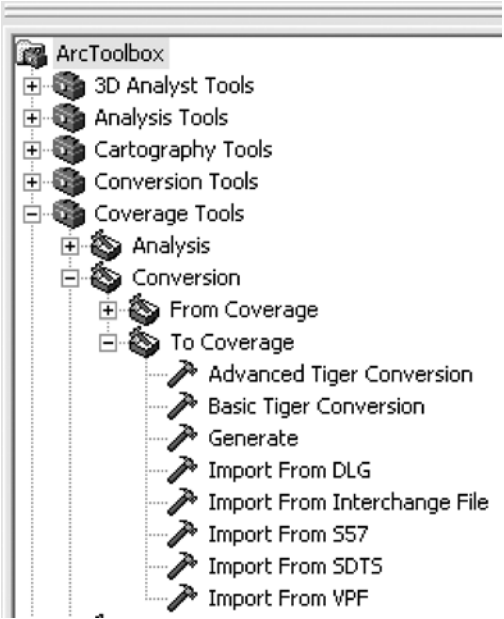 ArcToolbox
3D Analyst Tools
Analysis Tools
Cartography Tools
Conversion Tools
Coverage Tools
Analysis
Conversion
From Coverage
To Coverage
Advanced Tiger Conversion
Basic Tiger Conversion
Generate
Import From DLG
Import From Interchange File
Import From S57
Import From SDTS
Import From VPF